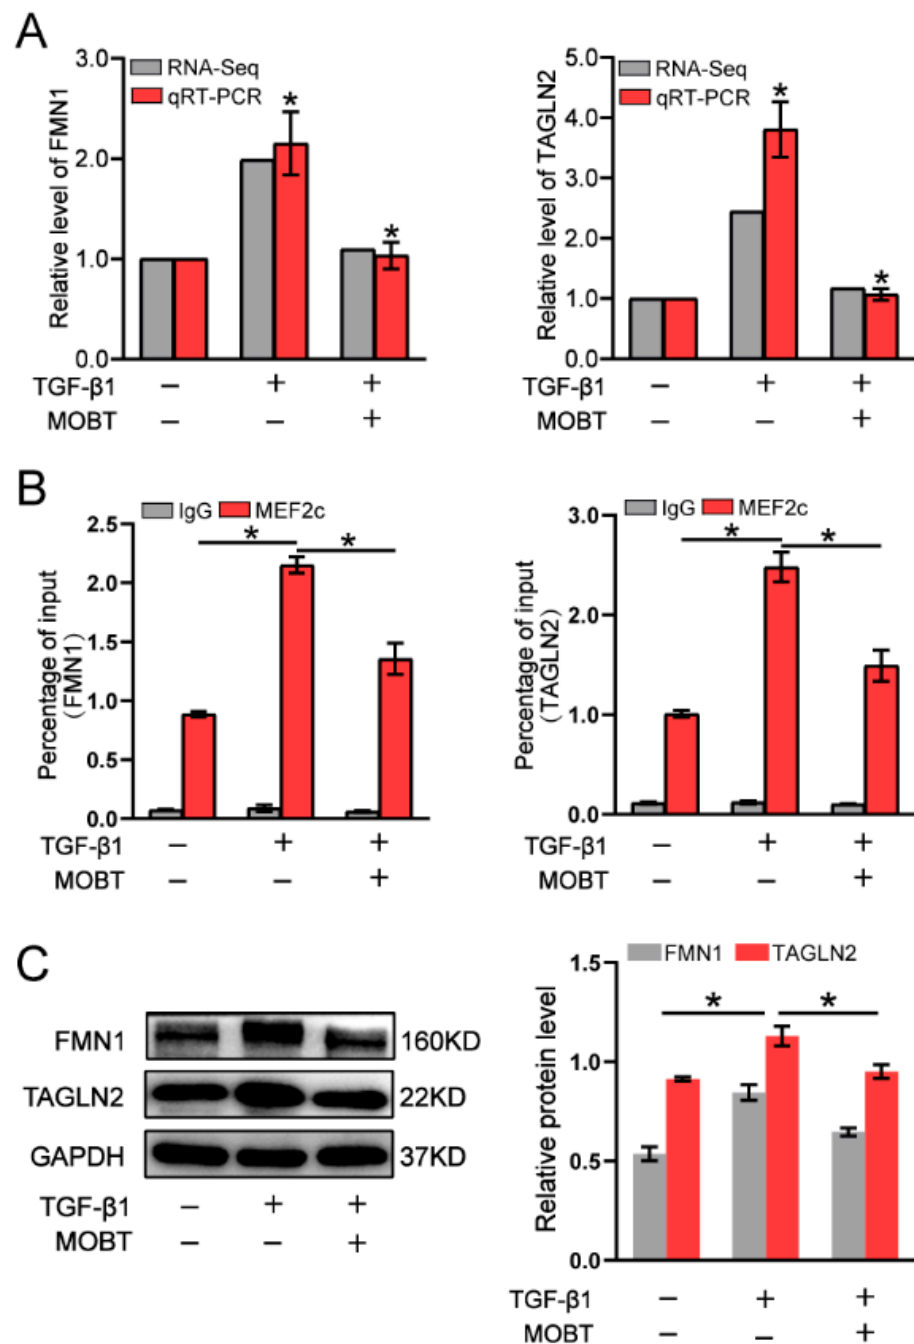 A
Relative level of FMN1
3.0
2.0
1.0
0.0
RNA-Seq
qRT-PCR
*
*
TGF-β1 − + +
MOBT − − +
Relative level of TAGLN2
5.0
4.0
3.0
2.0
1.0
0.0
RNA-Seq
qRT-PCR
*
*
TGF-β1 − + +
MOBT − − +
B
IgG MEF2c
Percentage of input
(FMN1)
2.5
2.0
1.5
1.0
0.5
0.0
* *
TGF-β1 − + +
MOBT − − +
IgG MEF2c
Percentage of input
(TAGLN2)
3.0
2.0
1.0
0.0
* *
TGF-β1 − + +
MOBT − − +
C
FMN1 160KD
TAGLN2 22KD
GAPDH 37KD
TGF-β1 − + +
MOBT − − +
FMN1 TAGLN2
Relative protein level
1.5
1.0
0.5
0.0
* *
TGF-β1 − + +
MOBT − − +